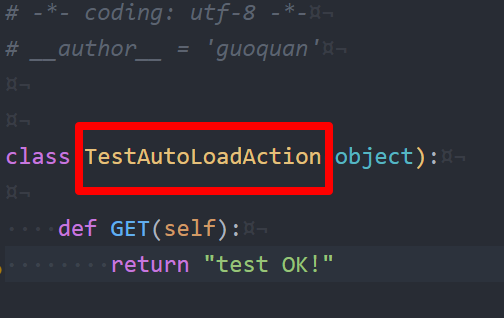 # -*- coding: utf-8 -*-¤¬
# __author__ = 'guoquan'¤¬
¤¬
¤¬
class TestAutoLoadAction object):¤¬
¤¬
····def GET(self):¤¬
········return "test OK!"